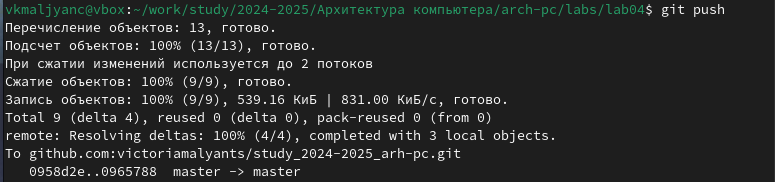 vkmaljyanc@vbox:~/work/study/2024-2025/Архитектура компьютера/arch-pc/labs/lab04$ git push
Перечисление объектов: 13, готово.
Подсчет объектов: 100% (13/13), готово.
При сжатии изменений используется до 2 потоков
Сжатие объектов: 100% (9/9), готово.
Запись объектов: 100% (9/9), 539.16 КиБ | 831.00 КиБ/с, готово.
Total 9 (delta 4), reused 0 (delta 0), pack-reused 0 (from 0)
remote: Resolving deltas: 100% (4/4), completed with 3 local objects.
To github.com:victoriamalyants/study_2024-2025_arh-pc.git
   0958d2e..0965788  master -> master